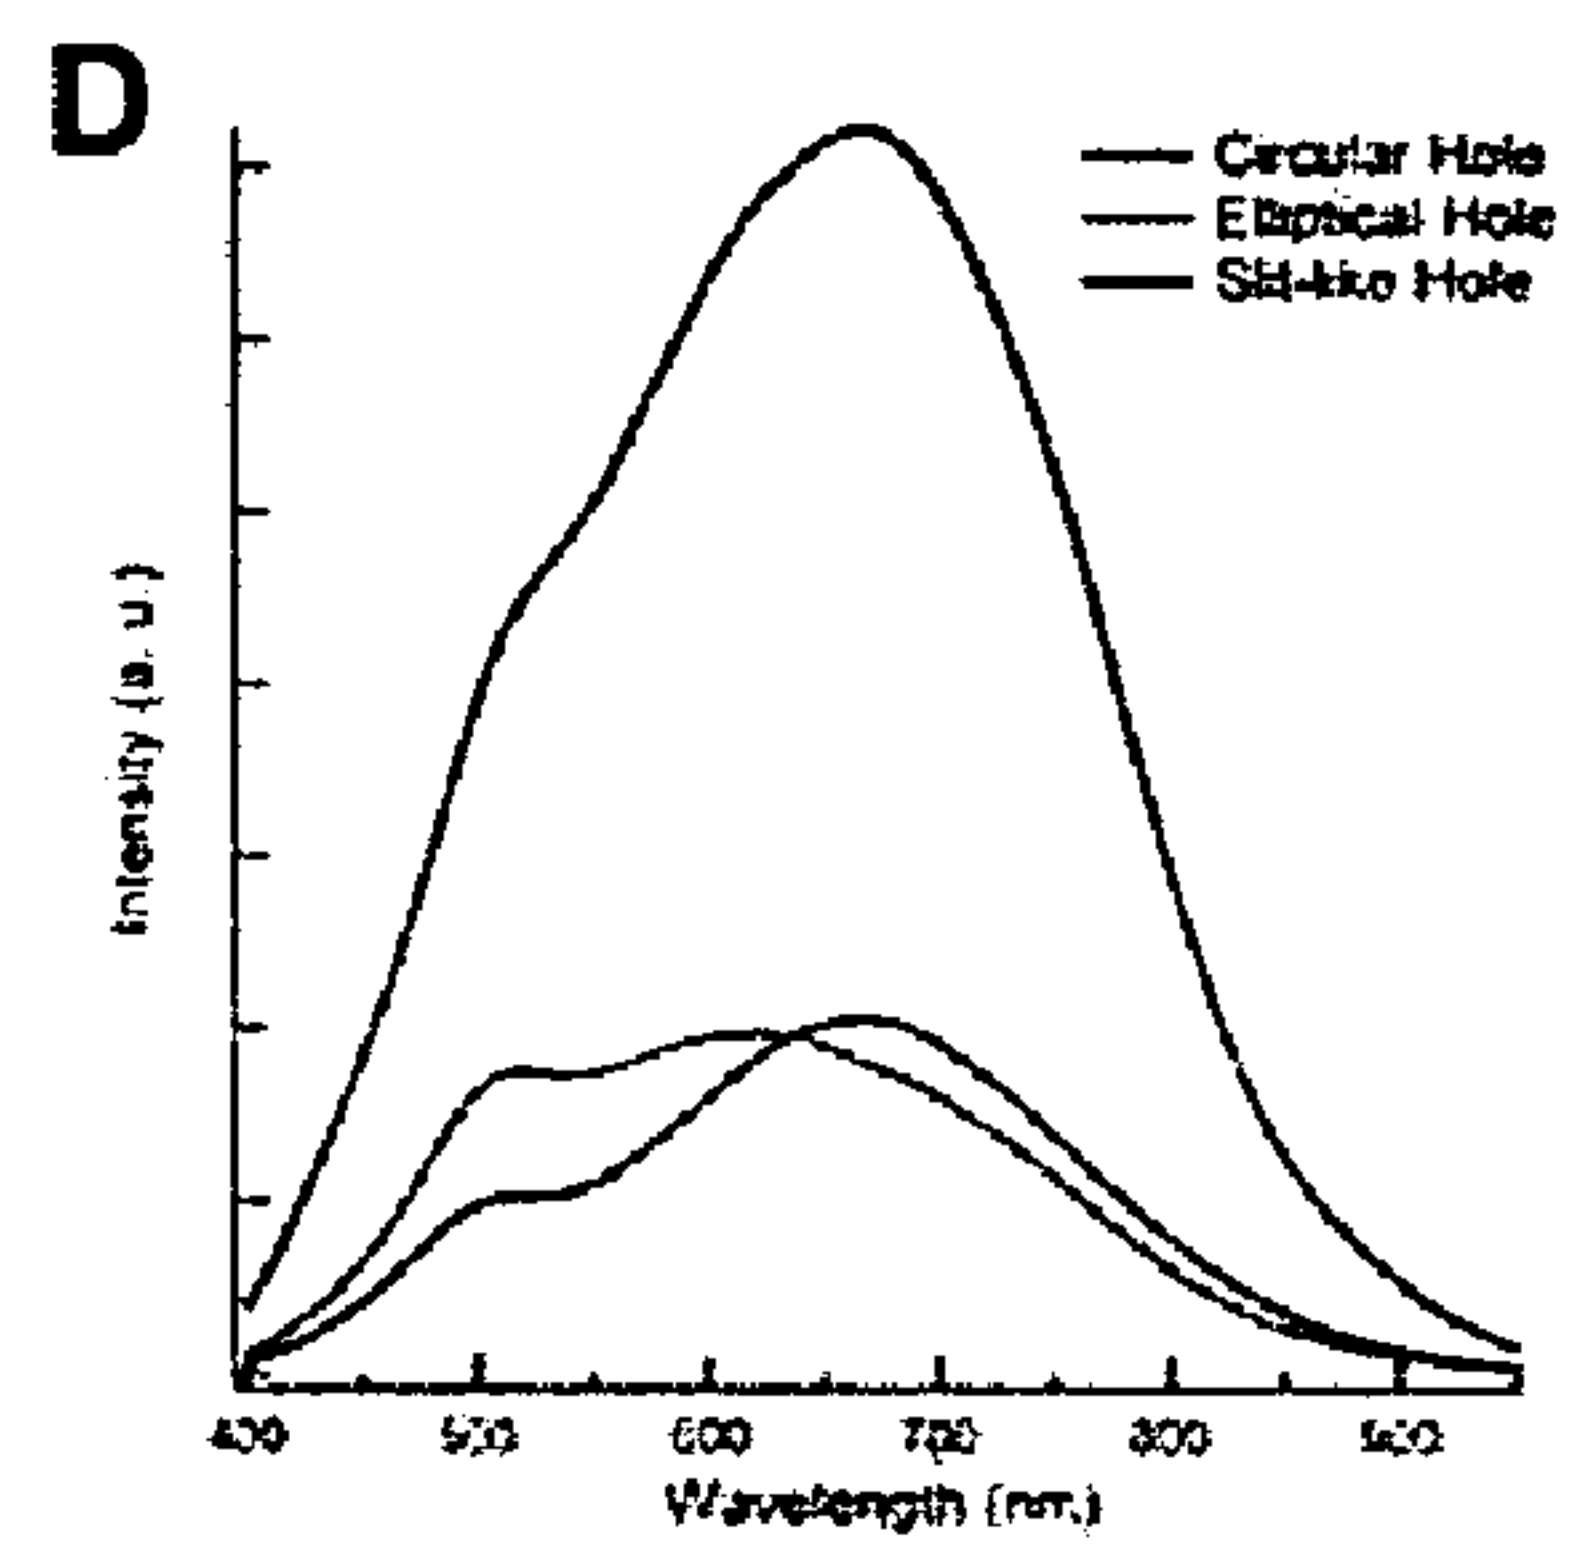 D
Circular Hole
Elliptical Hole
Slit-like Hole
Intensity (a. u.)
400 500 600 700 800 900
Wavelength (nm)